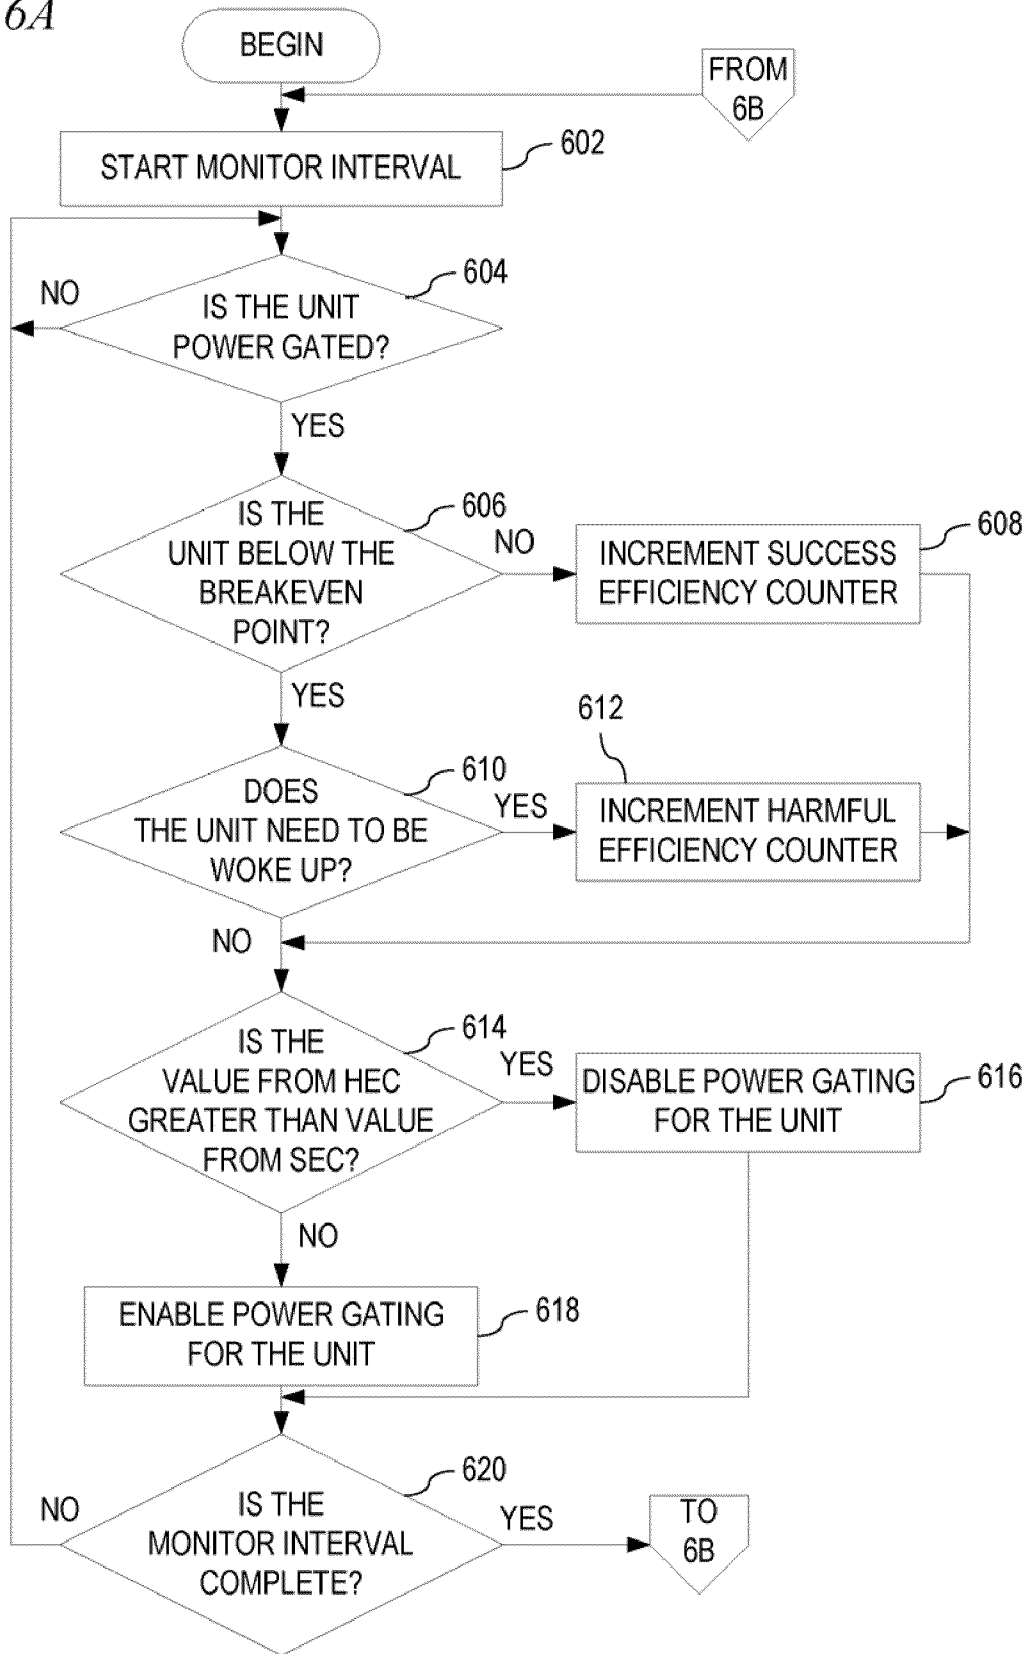 6A
BEGIN
FROM
6B
START MONITOR INTERVAL
602
604
NO
IS THE UNIT
POWER GATED?
YES
606
IS THE
UNIT BELOW THE
BREAKEVEN
POINT?
NO
608
INCREMENT SUCCESS
EFFICIENCY COUNTER
YES
612
610
DOES
THE UNIT NEED TO BE
WOKE UP?
YES
INCREMENT HARMFUL
EFFICIENCY COUNTER
NO
614
IS THE
VALUE FROM HEC
GREATER THAN VALUE
FROM SEC?
YES
616
DISABLE POWER GATING
FOR THE UNIT
NO
ENABLE POWER GATING
FOR THE UNIT
618
620
NO
IS THE
MONITOR INTERVAL
COMPLETE?
YES
TO
6B